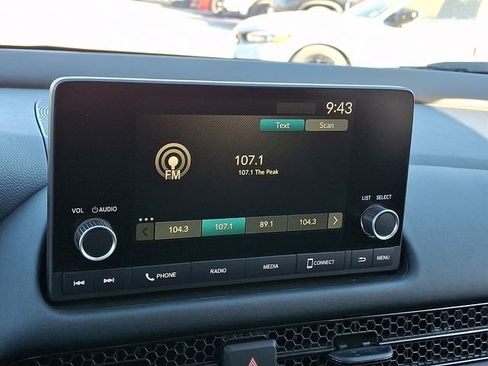 9:43
Text Scan
FM
107.1
107.1 The Peak
VOL AUDIO
LIST SELECT
104.3 107.1 89.1 104.3
PHONE RADIO MEDIA CONNECT MENU